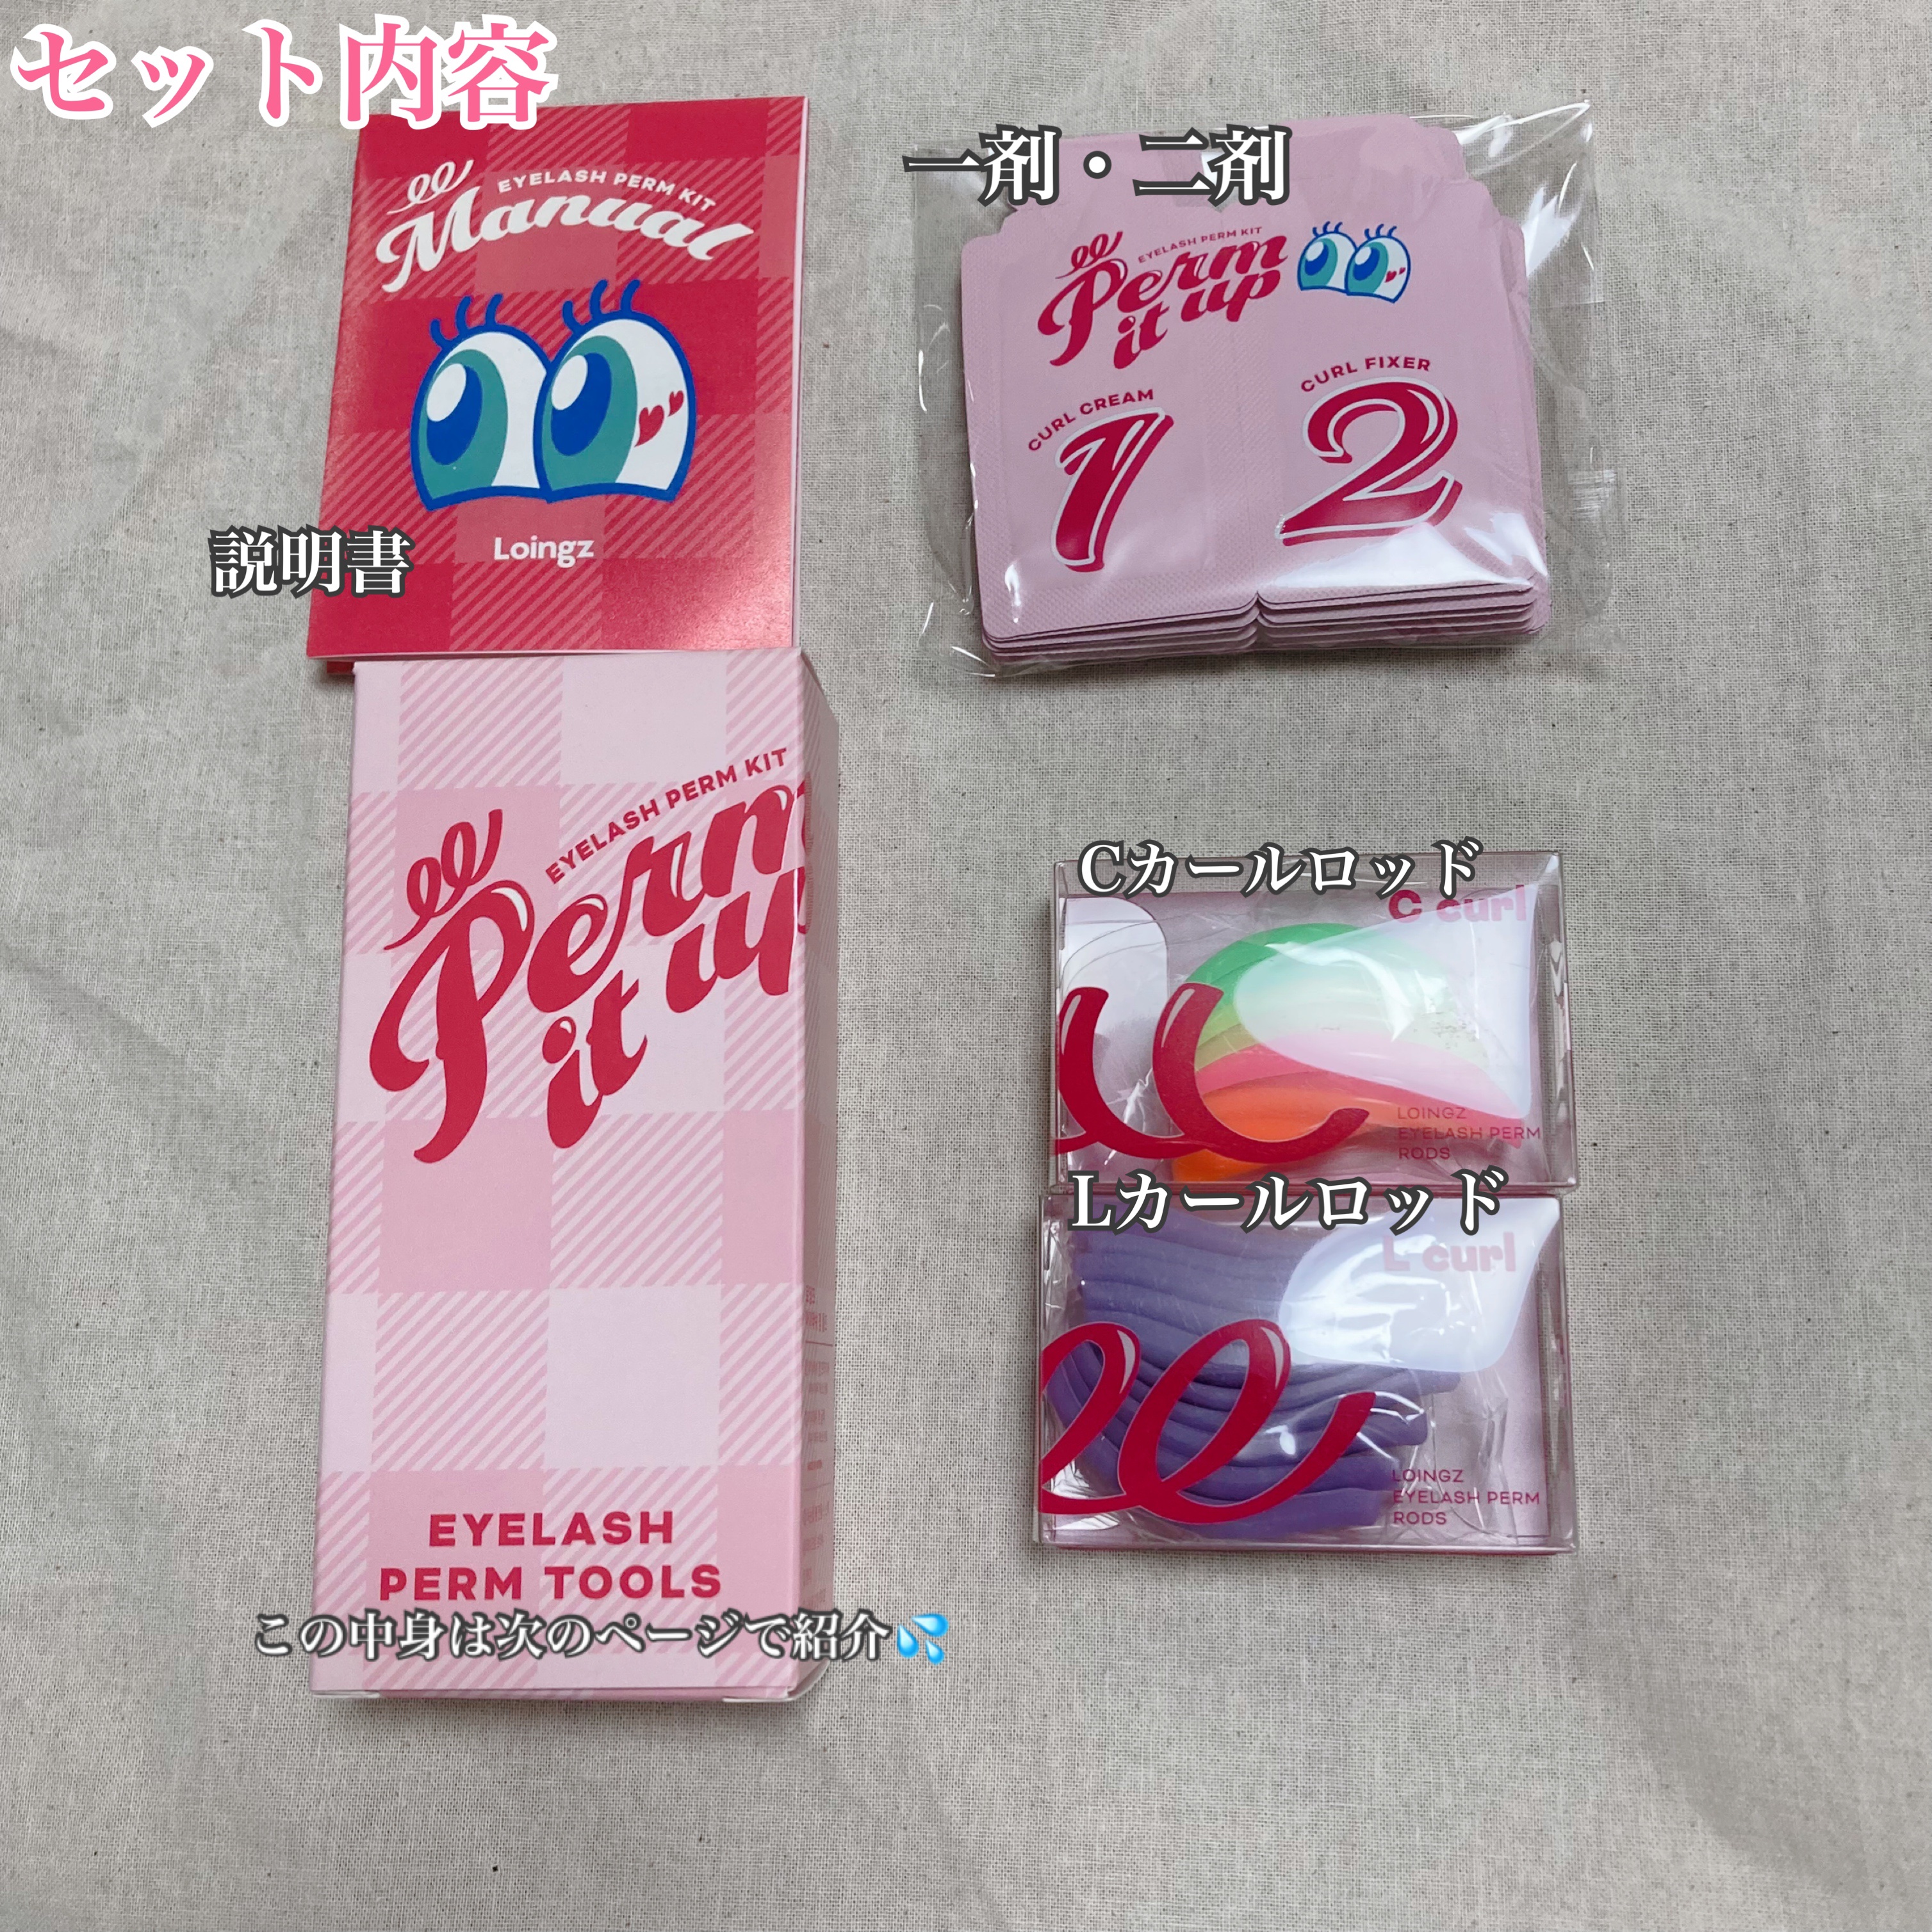 セット内容
EYELASH PERM KIT
Manual
Loingz
説明書
一剤・二剤
EYELASH PERM KIT
Perm
it up
CURL CREAM
1
CURL FIXER
2
EYELASH PERM KIT
Perm
it up
EYELASH
PERM TOOLS
この中身は次のページで紹介💦
Cカールロッド
C curl
LOINGZ
EYELASH PERM
RODS
Lカールロッド
L curl
LOINGZ
EYELASH PERM
RODS